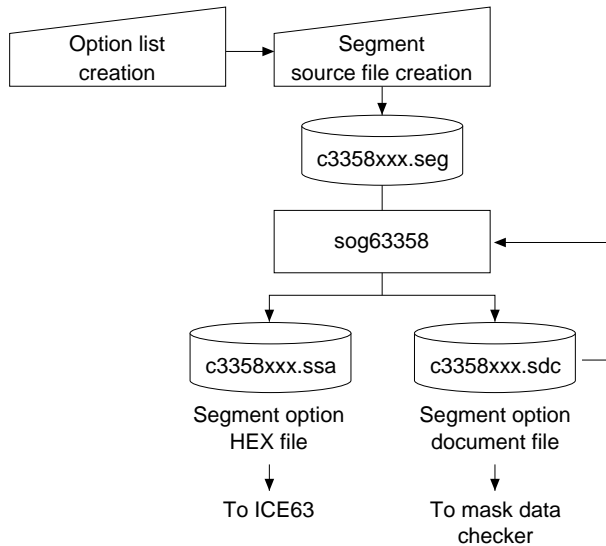 Option list
creation
Segment
source file creation
c3358xxx.seg
sog63358
c3358xxx.ssa
c3358xxx.sdc
Segment option
HEX file
Segment option
document file
To ICE63
To mask data
checker